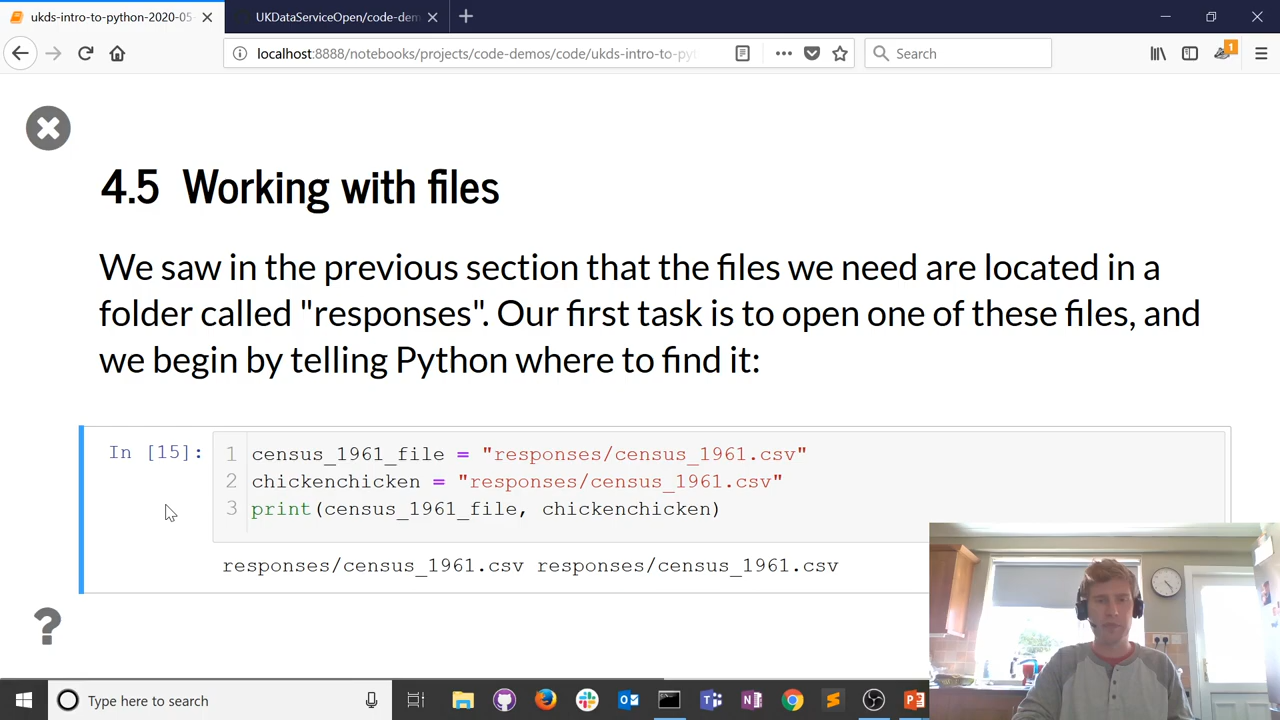 ukds-intro-to-python-2020-05-
UKDataServiceOpen/code-dem
localhost:8888/notebooks/projects/code-demos/code/ukds-intro-to-pyt
Search
1
4.5 Working with files
We saw in the previous section that the files we need are located in a
folder called "responses". Our first task is to open one of these files, and
we begin by telling Python where to find it:
In [15]:
1 census_1961_file = "responses/census_1961.csv"
2 chickenchicken = "responses/census_1961.csv"
3 print(census_1961_file, chickenchicken)
responses/census_1961.csv responses/census_1961.csv
?
Type here to search